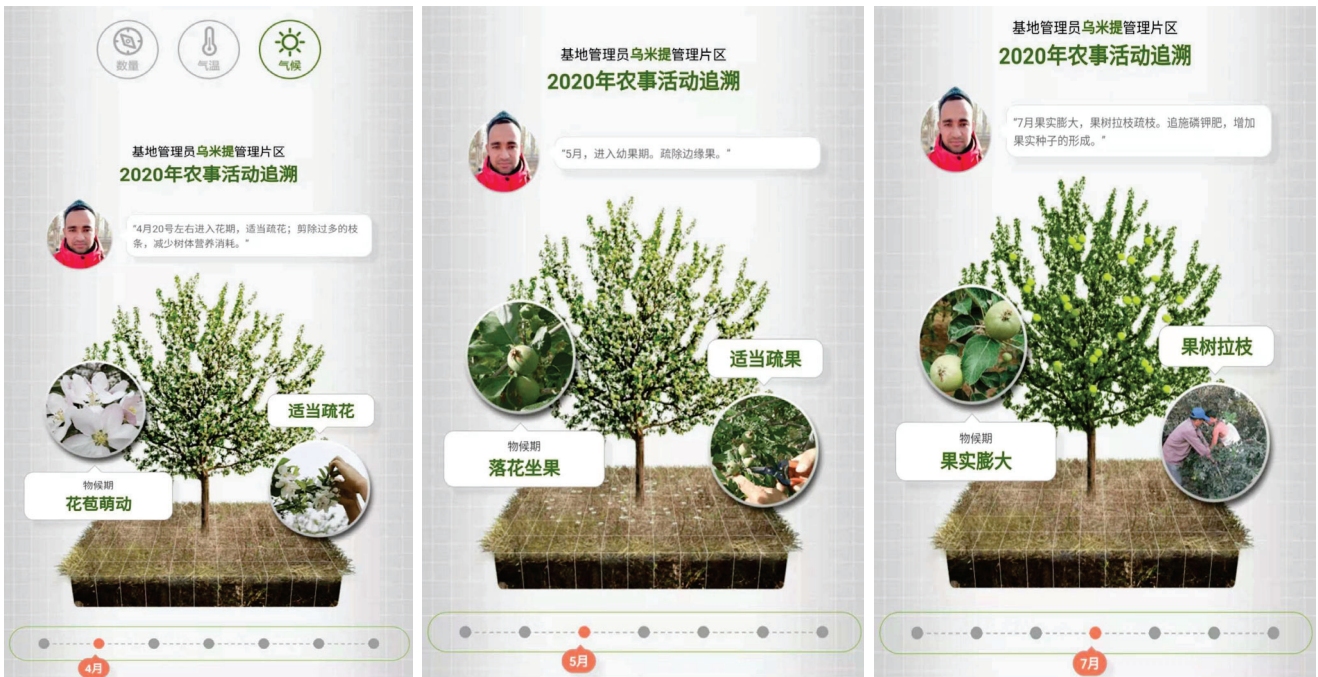 数量
气温
气候
基地管理员乌米提管理片区
2020年农事活动追溯
"4月20号左右进入花期，适当疏花；剪除过多的枝
条，减少树体营养消耗。"
适当疏花
物候期
花苞萌动
4月
基地管理员乌米提管理片区
2020年农事活动追溯
"5月，进入幼果期。疏除边缘果。"
适当疏果
物候期
落花坐果
5月
基地管理员乌米提管理片区
2020年农事活动追溯
"7月果实膨大，果树拉枝疏枝。追施磷钾肥，增加
果实种子的形成。"
果树拉枝
物候期
果实膨大
7月